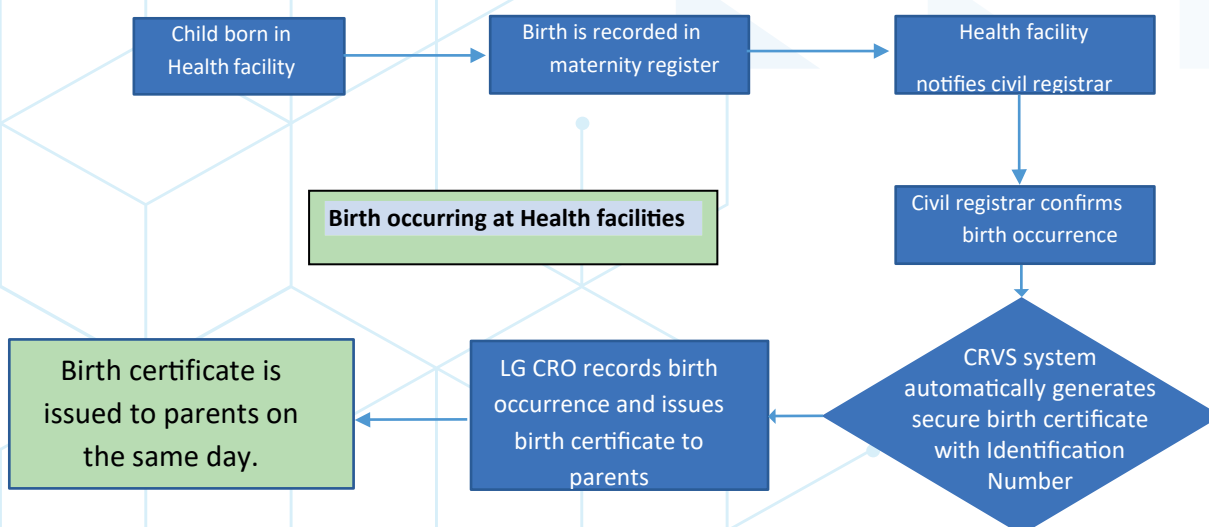 Child born in
Health facility
Birth is recorded in
maternity register
Health facility
notifies civil registrar
Birth occurring at Health facilities
Civil registrar confirms
birth occurrence
CRVS system
automatically generates
secure birth certificate
with Identification
Number
LG CRO records birth
occurrence and issues
birth certificate to
parents
Birth certificate is
issued to parents on
the same day.